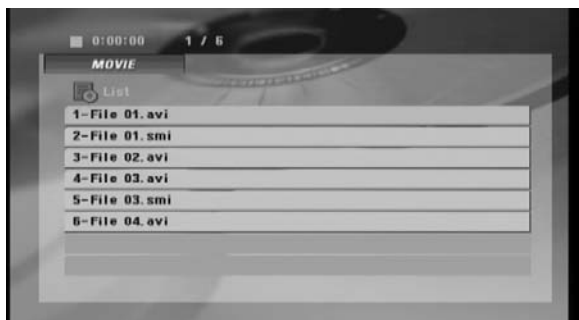 0:00:00 1 / 6
MOVIE
List
1-File 01.avi
2-File 01.smi
3-File 02.avi
4-File 03.avi
5-File 03.smi
6-File 04.avi